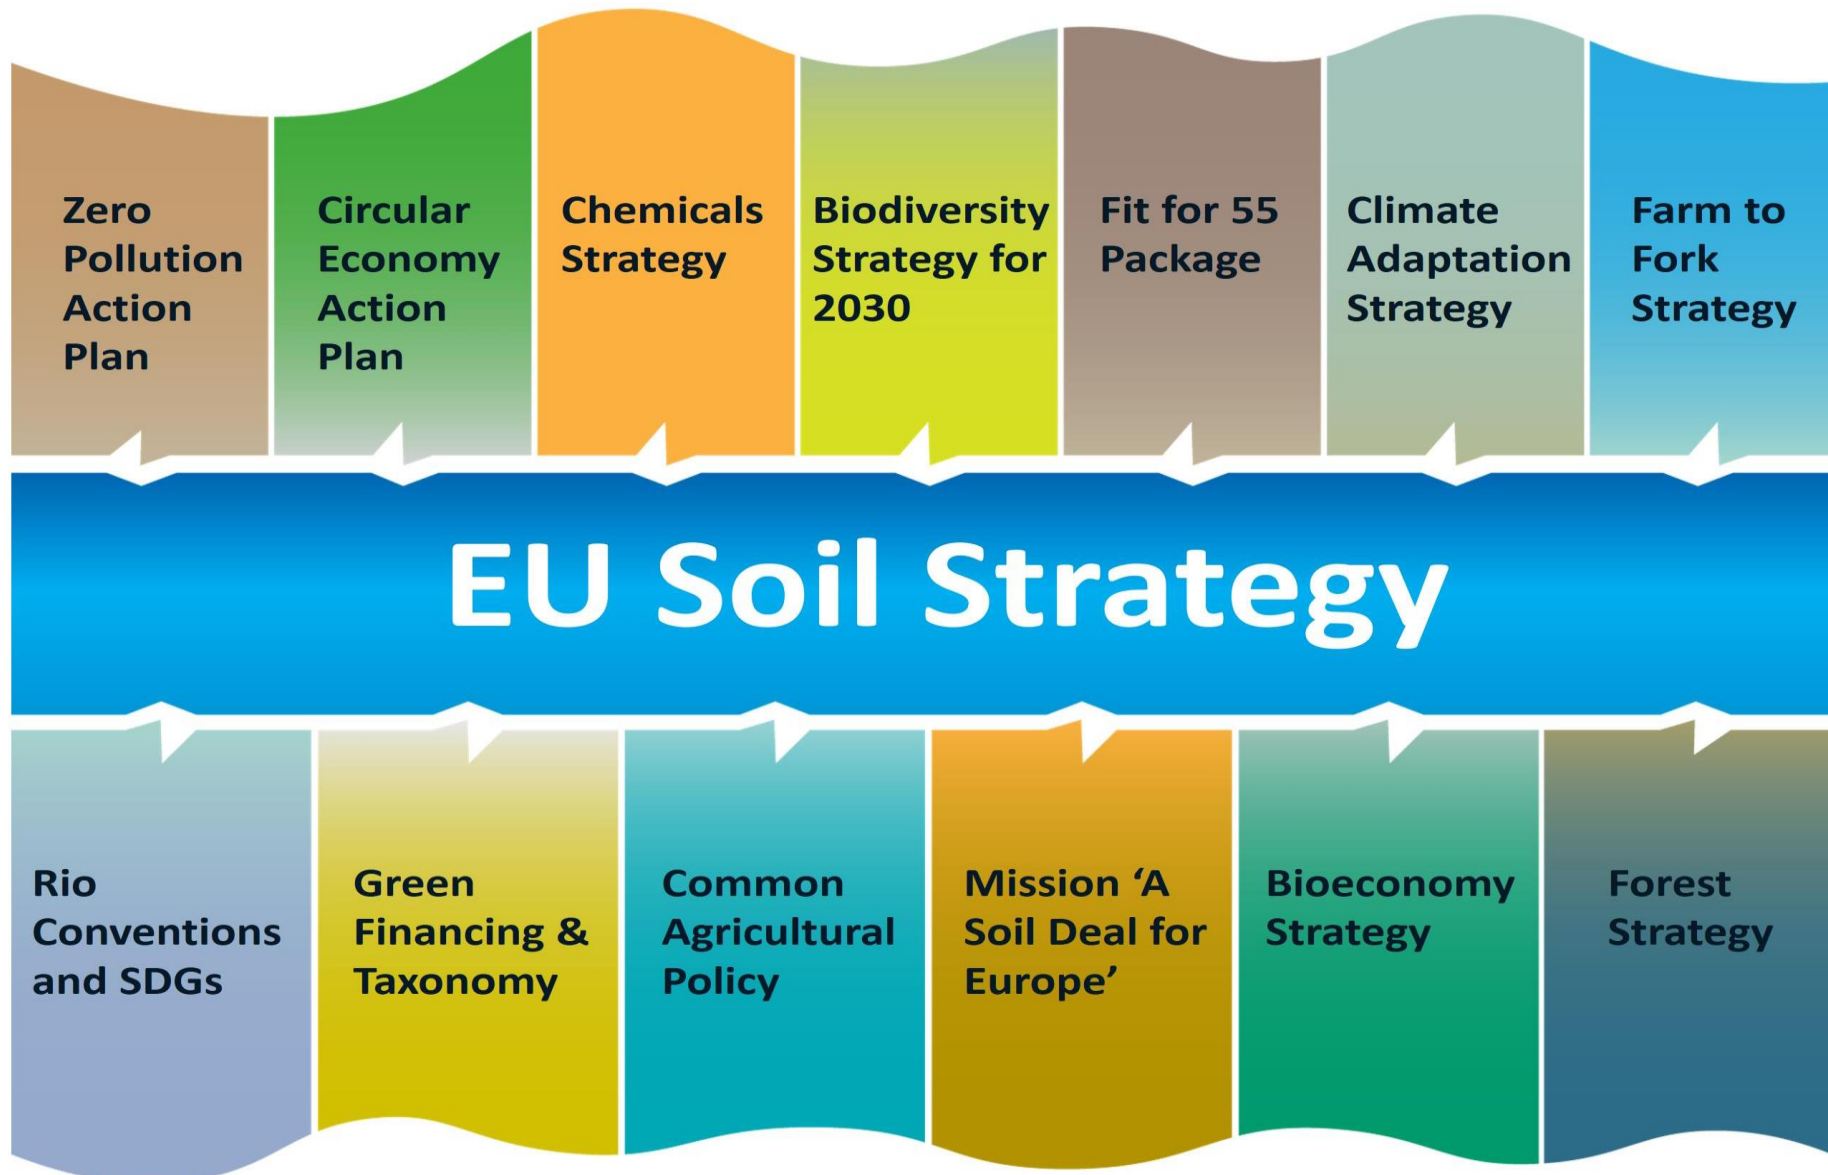 Zero
Pollution
Action
Plan
Circular
Economy
Action
Plan
Chemicals
Strategy
Biodiversity
Strategy for
2030
Fit for 55
Package
Climate
Adaptation
Strategy
Farm to
Fork
Strategy
EU Soil Strategy
Rio
Conventions
and SDGs
Green
Financing &
Taxonomy
Common
Agricultural
Policy
Mission ‘A
Soil Deal for
Europe’
Bioeconomy
Strategy
Forest
Strategy